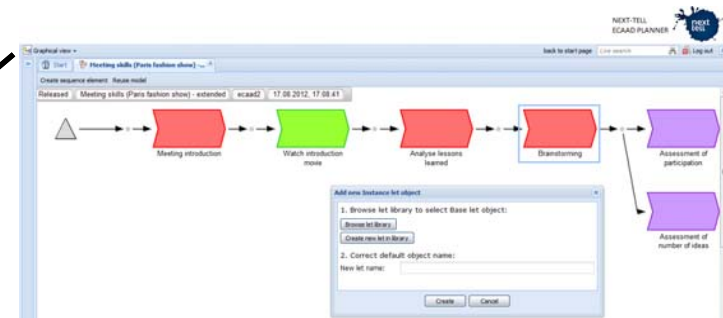 NEXT-TELL
ECAAD PLANNER
next
tell
Graphical view
back to start page
Live search
Log out
Start
Meeting skills (Paris fashion show) -...
Create sequence element
Reuse model
Released
Meeting skills (Paris fashion show) - extended
ecaad2
17.08.2012, 17:08:41
Meeting introduction
Watch introduction
movie
Analyse lessons
learned
Brainstorming
Assessment of
participation
Assessment of
number of ideas
Add new Instance let object
1. Browse let library to select Base let object:
Browse let library
Create new let in library
2. Correct default object name:
New let name:
Create
Cancel